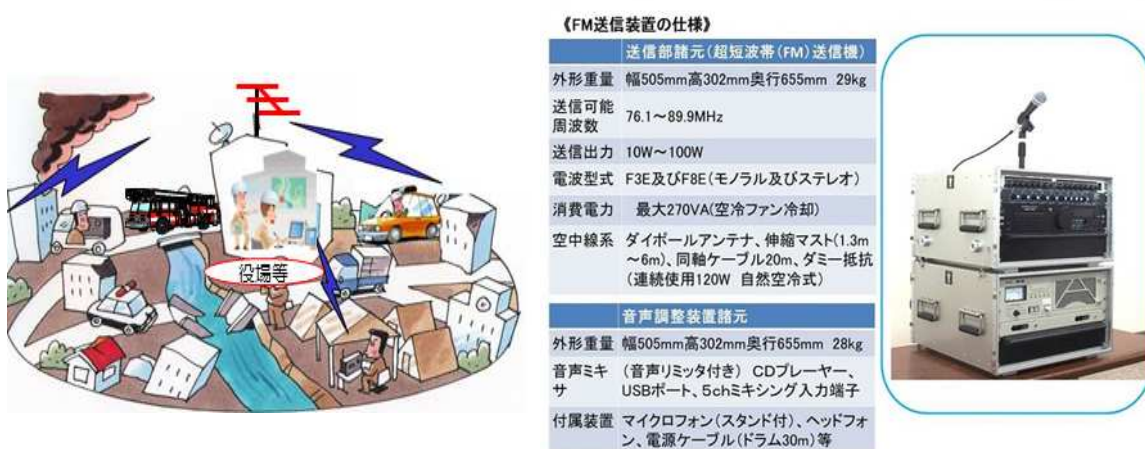 役場等
《FM送信装置の仕様》
送信部諸元(超短波帯(FM)送信機)
外形重量 幅505mm高302mm奥行655mm 29kg
送信可能
周波数
76.1～89.9MHz
送信出力 10W～100W
電波型式 F3E及びF8E(モノラル及びステレオ)
消費電力 最大270VA(空冷ファン冷却)
空中線系 ダイポールアンテナ、伸縮マスト(1.3m
～6m)、同軸ケーブル20m、ダミー抵抗
(連続使用120W 自然空冷式)
音声調整装置諸元
外形重量 幅505mm高302mm奥行655mm 28kg
音声ミキ
サ
(音声リミッタ付き) CDプレーヤー、
USBポート、5chミキシング入力端子
付属装置 マイクロフォン(スタンド付)、ヘッドフォ
ン、電源ケーブル(ドラム30m)等